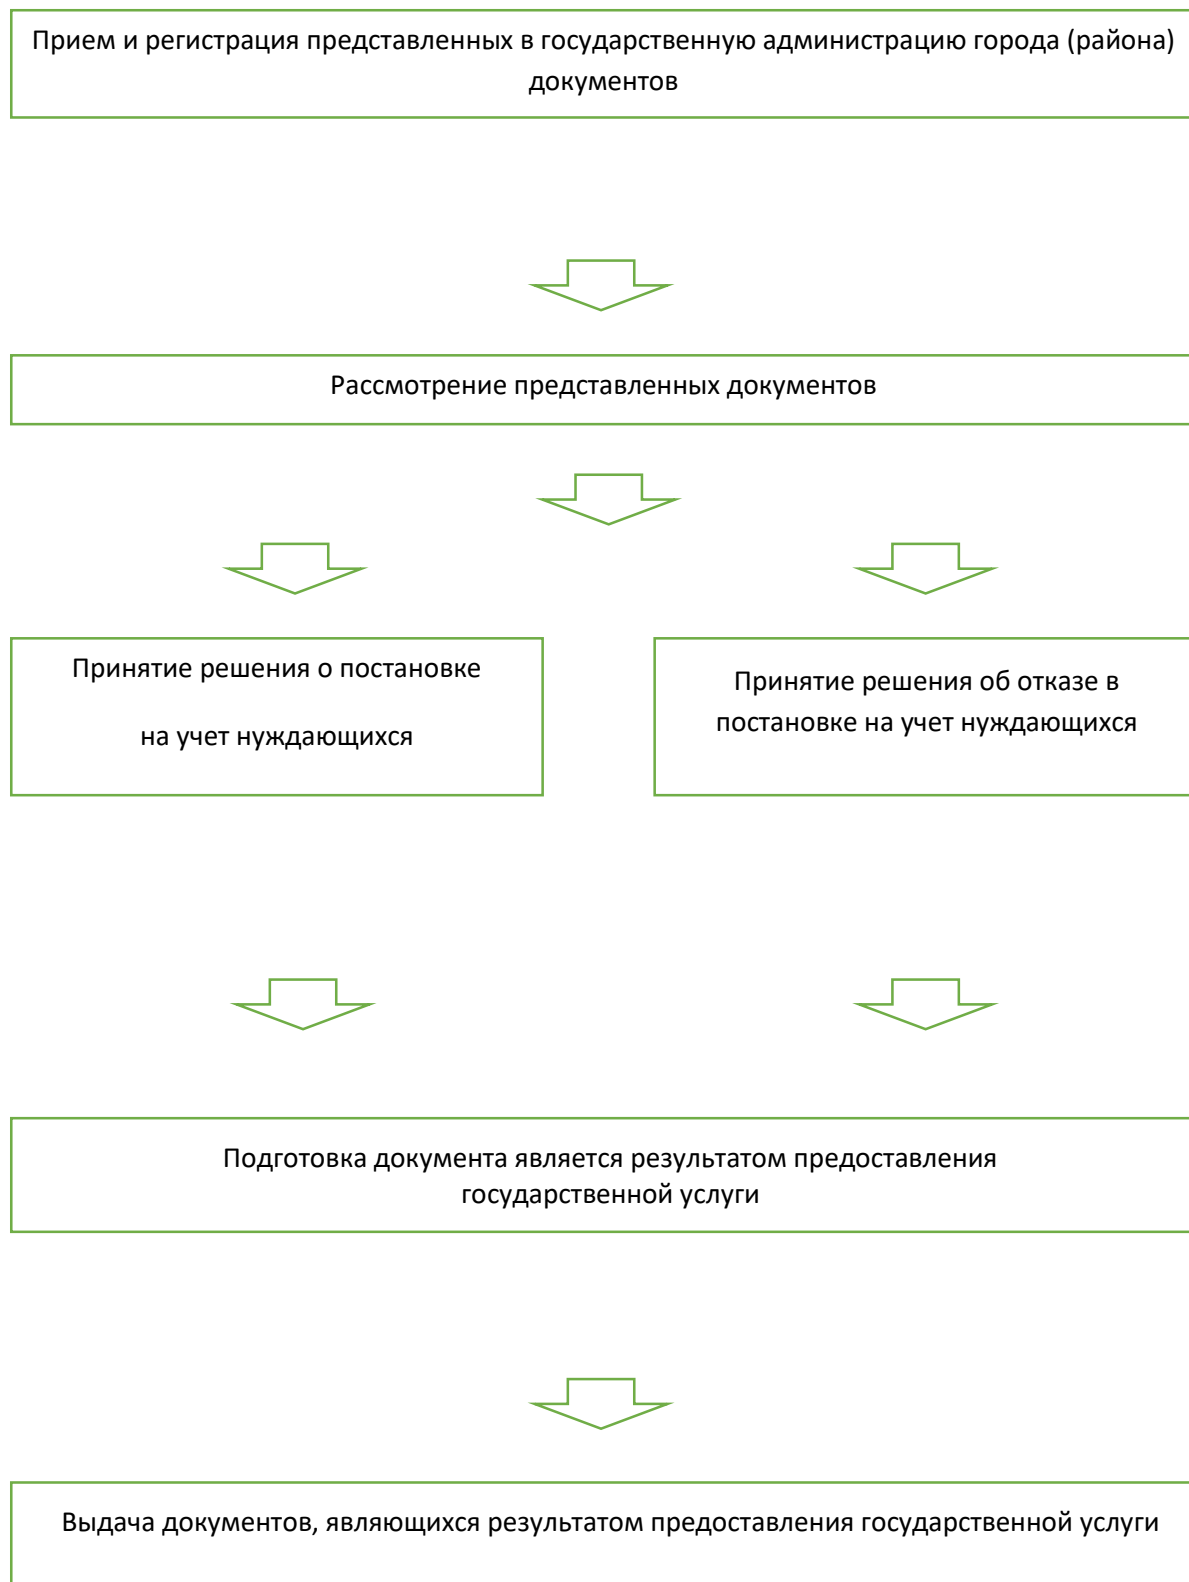 Прием и регистрация представленных в государственную администрацию города (района)
документов
Рассмотрение представленных документов
Принятие решения о постановке
на учет нуждающихся
Принятие решения об отказе в
постановке на учет нуждающихся
Подготовка документа является результатом предоставления
государственной услуги
Выдача документов, являющихся результатом предоставления государственной услуги